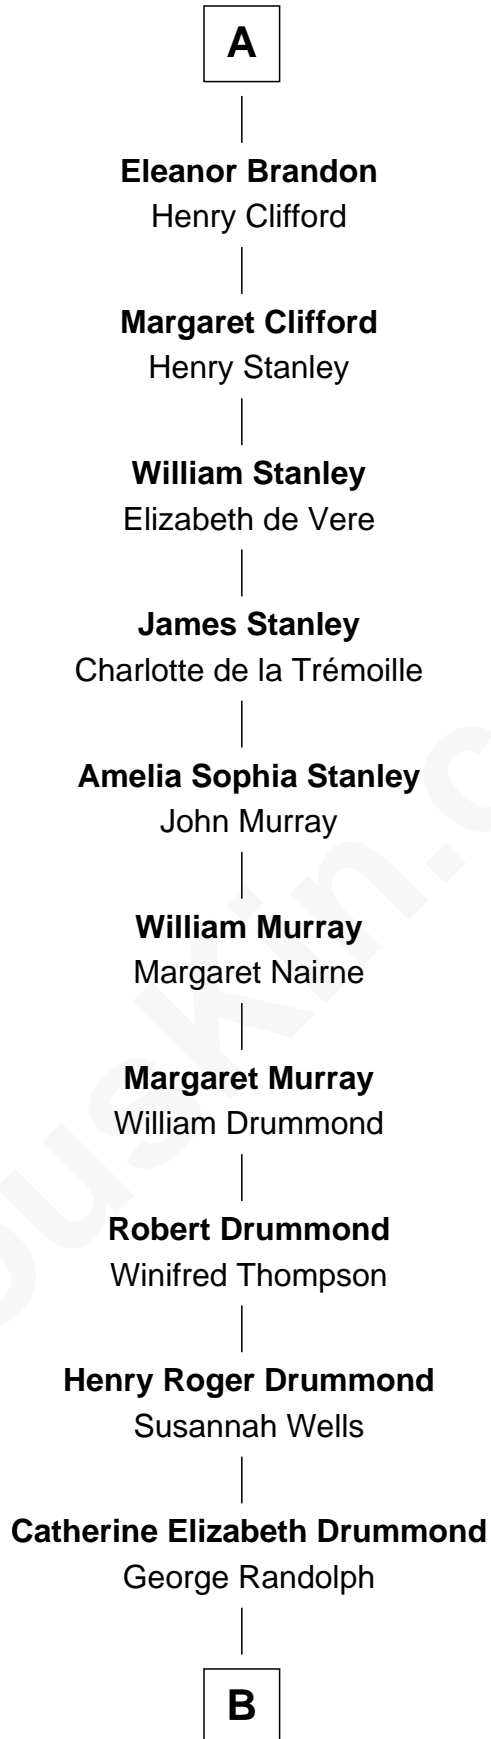 A
Eleanor Brandon
Henry Clifford
Margaret Clifford
Henry Stanley
William Stanley
Elizabeth de Vere
James Stanley
Charlotte de la Trémoille
Amelia Sophia Stanley
John Murray
William Murray
Margaret Nairne
Margaret Murray
William Drummond
Robert Drummond
Winifred Thompson
Henry Roger Drummond
Susannah Wells
Catherine Elizabeth Drummond
George Randolph
B